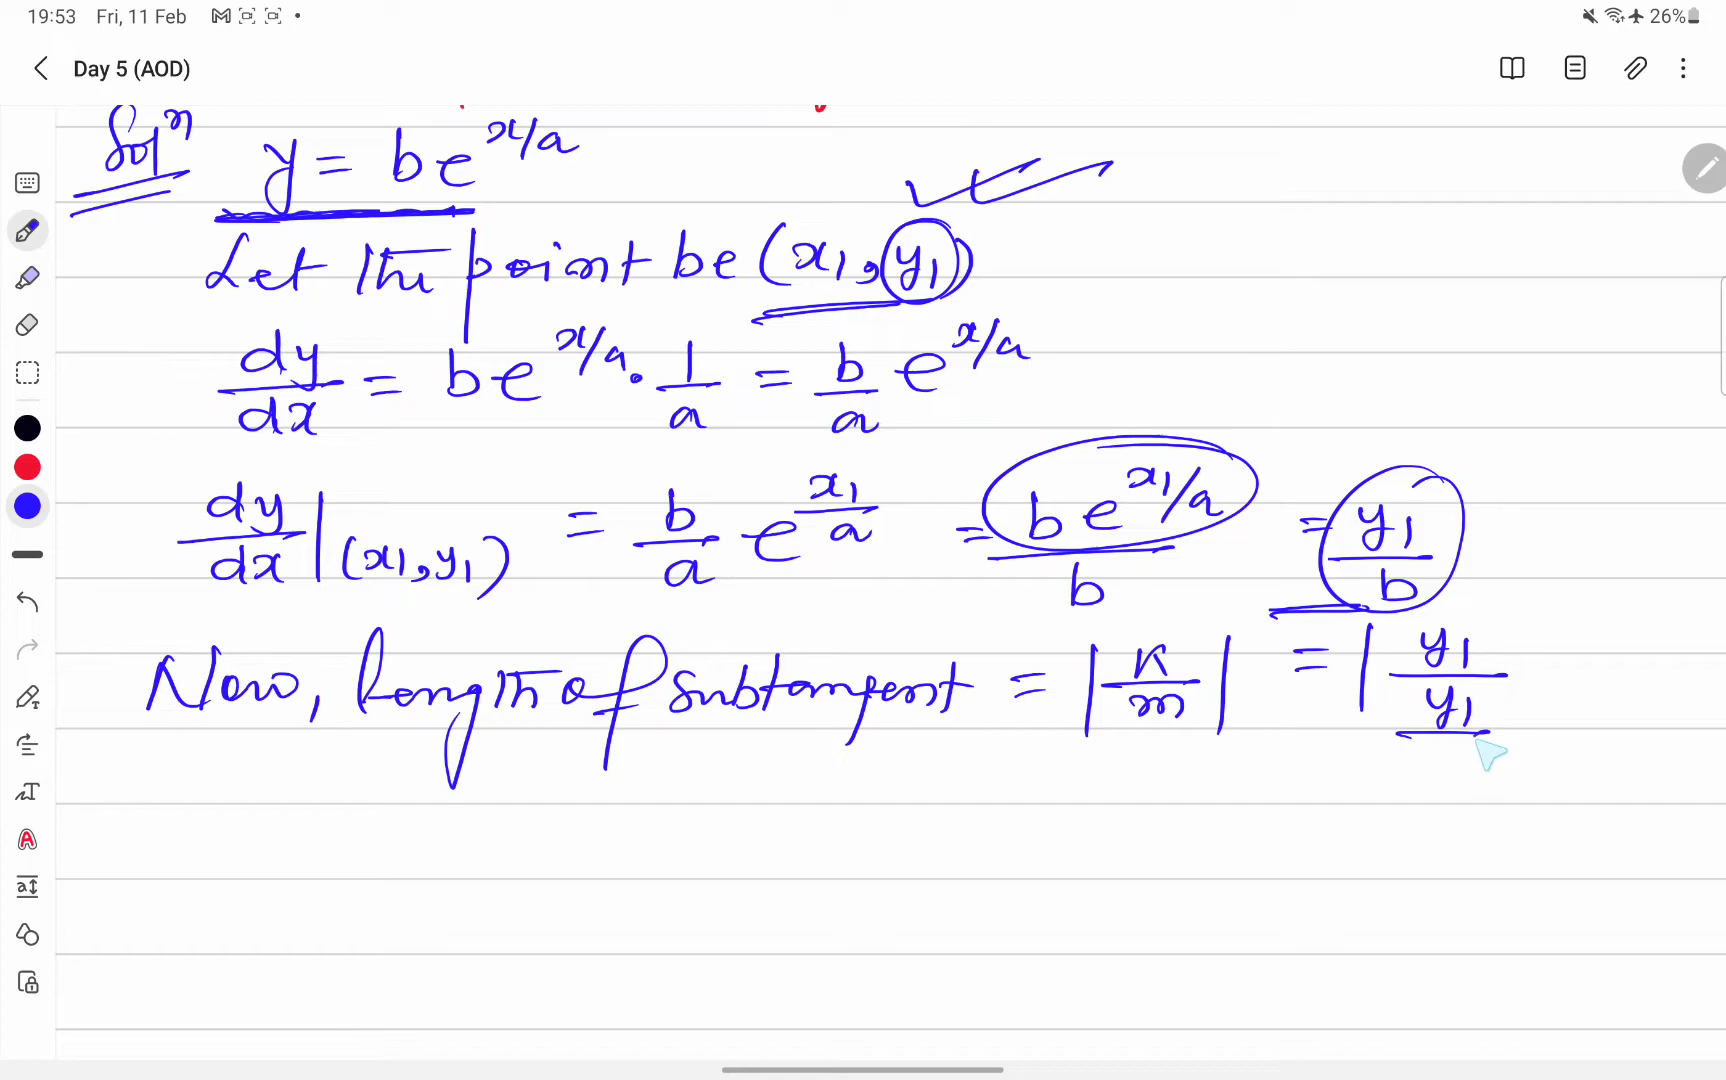 19:53 Fri, 11 Feb 26%
Day 5 (AOD)
Solⁿ y = be^{x/a}
Let the point be (x₁, y₁)
dy/dx = be^{x/a} · 1/a = b/a e^{x/a}
dy/dx|(x₁, y₁) = b/a e^{x₁/a} = be^{x₁/a}/b = y₁/b
Now, length of subtangent = |K/m| = |y₁/y₁